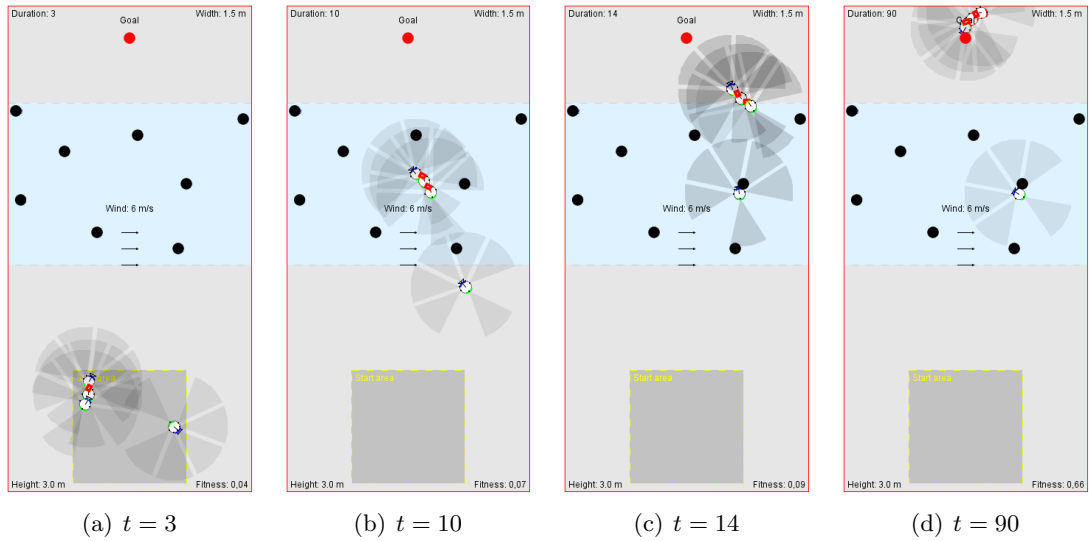 Duration: 3 Width: 1.5 m
Goal
Wind: 6 m/s
area
Height: 3.0 m Fitness: 0,04
(a) t = 3
Duration: 10 Width: 1.5 m
Goal
Wind: 6 m/s
Start area
Height: 3.0 m Fitness: 0,07
(b) t = 10
Duration: 14 Width: 1.5 m
Goal
Wind: 6 m/s
Start area
Height: 3.0 m Fitness: 0,09
(c) t = 14
Duration: 90 Width: 1.5 m
Wind: 6 m/s
Start area
Height: 3.0 m Fitness: 0,66
(d) t = 90